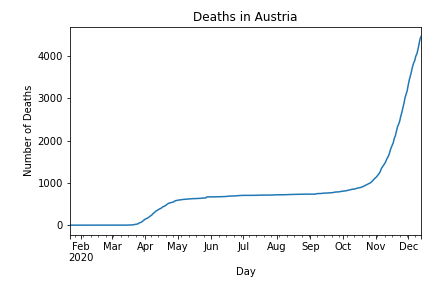 Deaths in Austria
Number of Deaths
4000
3000
2000
1000
0
Feb Mar Apr May Jun Jul Aug Sep Oct Nov Dec
2020
Day